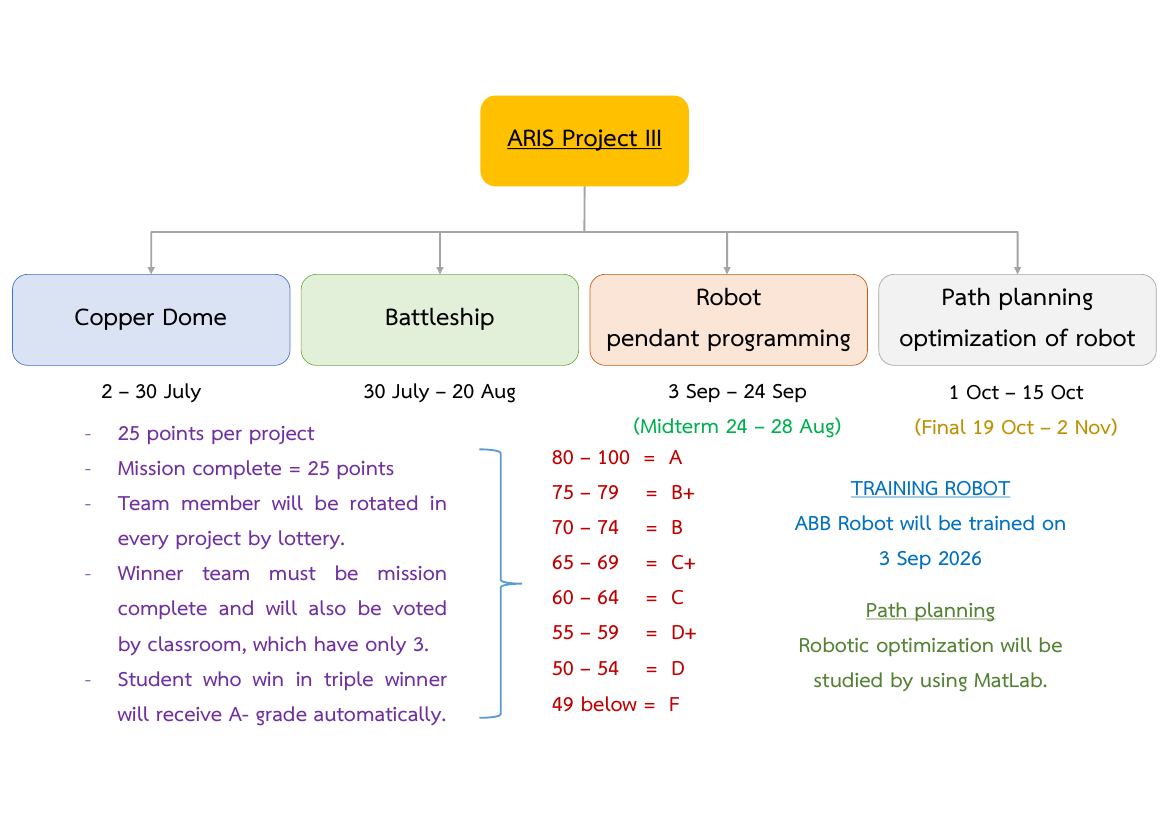 ARIS Project III
Copper Dome
Battleship
Robot
pendant programming
Path planning
optimization of robot
2 – 30 July
30 July – 20 Aug
3 Sep – 24 Sep
(Midterm 24 – 28 Aug)
1 Oct – 15 Oct
(Final 19 Oct – 2 Nov)
- 25 points per project
- Mission complete = 25 points
- Team member will be rotated in
every project by lottery.
- Winner team must be mission
complete and will also be voted
by classroom, which have only 3.
- Student who win in triple winner
will receive A- grade automatically.
80 – 100 = A
75 – 79 = B+
70 – 74 = B
65 – 69 = C+
60 – 64 = C
55 – 59 = D+
50 – 54 = D
49 below = F
TRAINING ROBOT
ABB Robot will be trained on
3 Sep 2026
Path planning
Robotic optimization will be
studied by using MatLab.